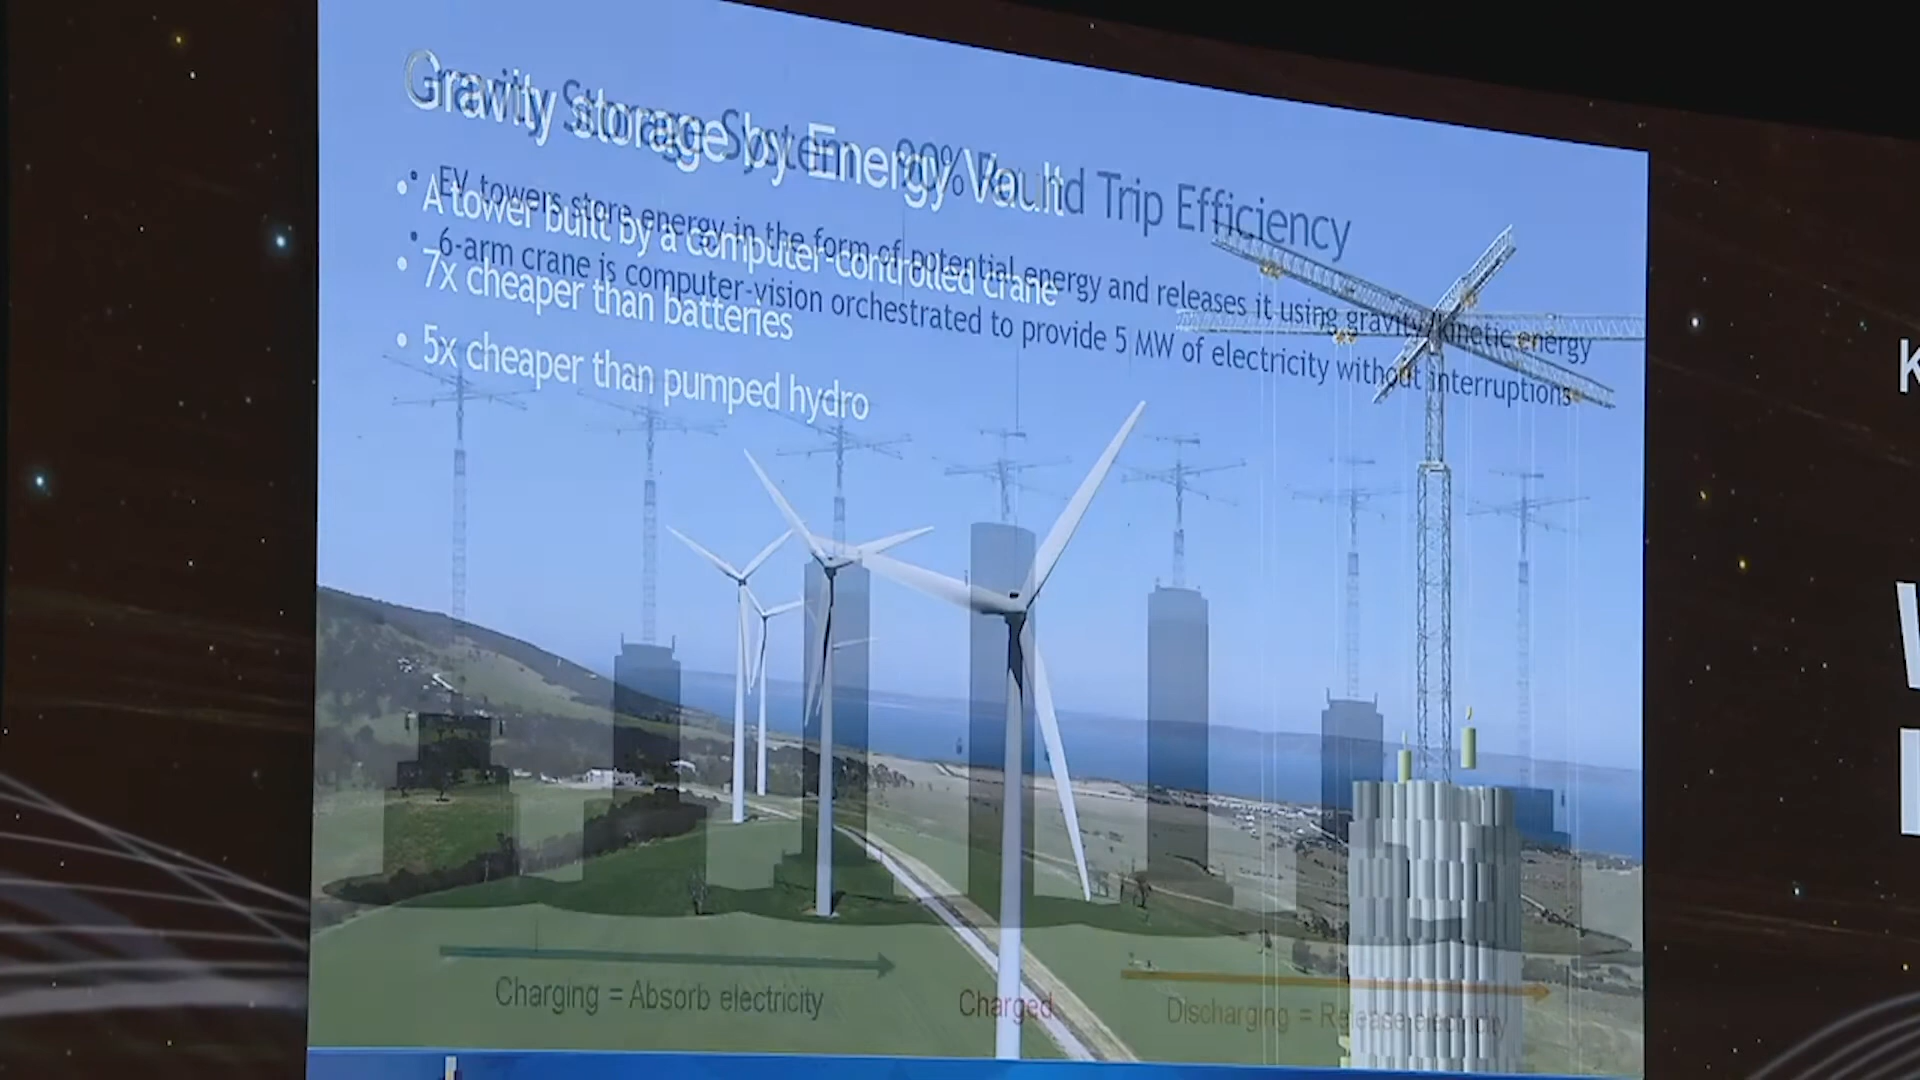 Gravity storage by Energy Vault
• A tower built by a computer-controlled crane
• 7x cheaper than batteries
• 5x cheaper than pumped hydro
Gravity Storage System 90% Round Trip Efficiency
• EV towers store energy in the form of potential energy and releases it using gravity/kinetic energy
• 6-arm crane is computer-vision orchestrated to provide 5 MW of electricity without interruptions
Charging = Absorb electricity
Charged
Discharging = Release electricity
K